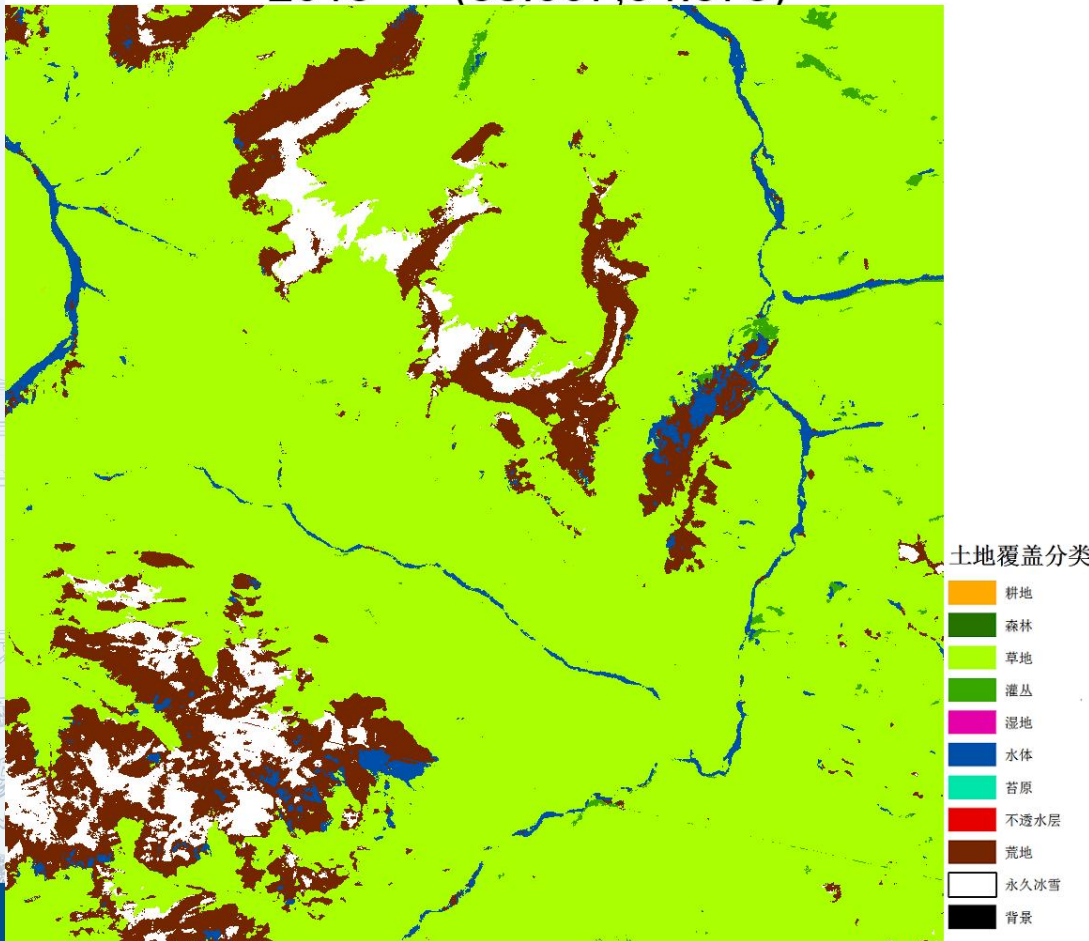 土地覆盖分类
耕地
森林
草地
灌丛
湿地
水体
苔原
不透水层
荒地
永久冰雪
背景